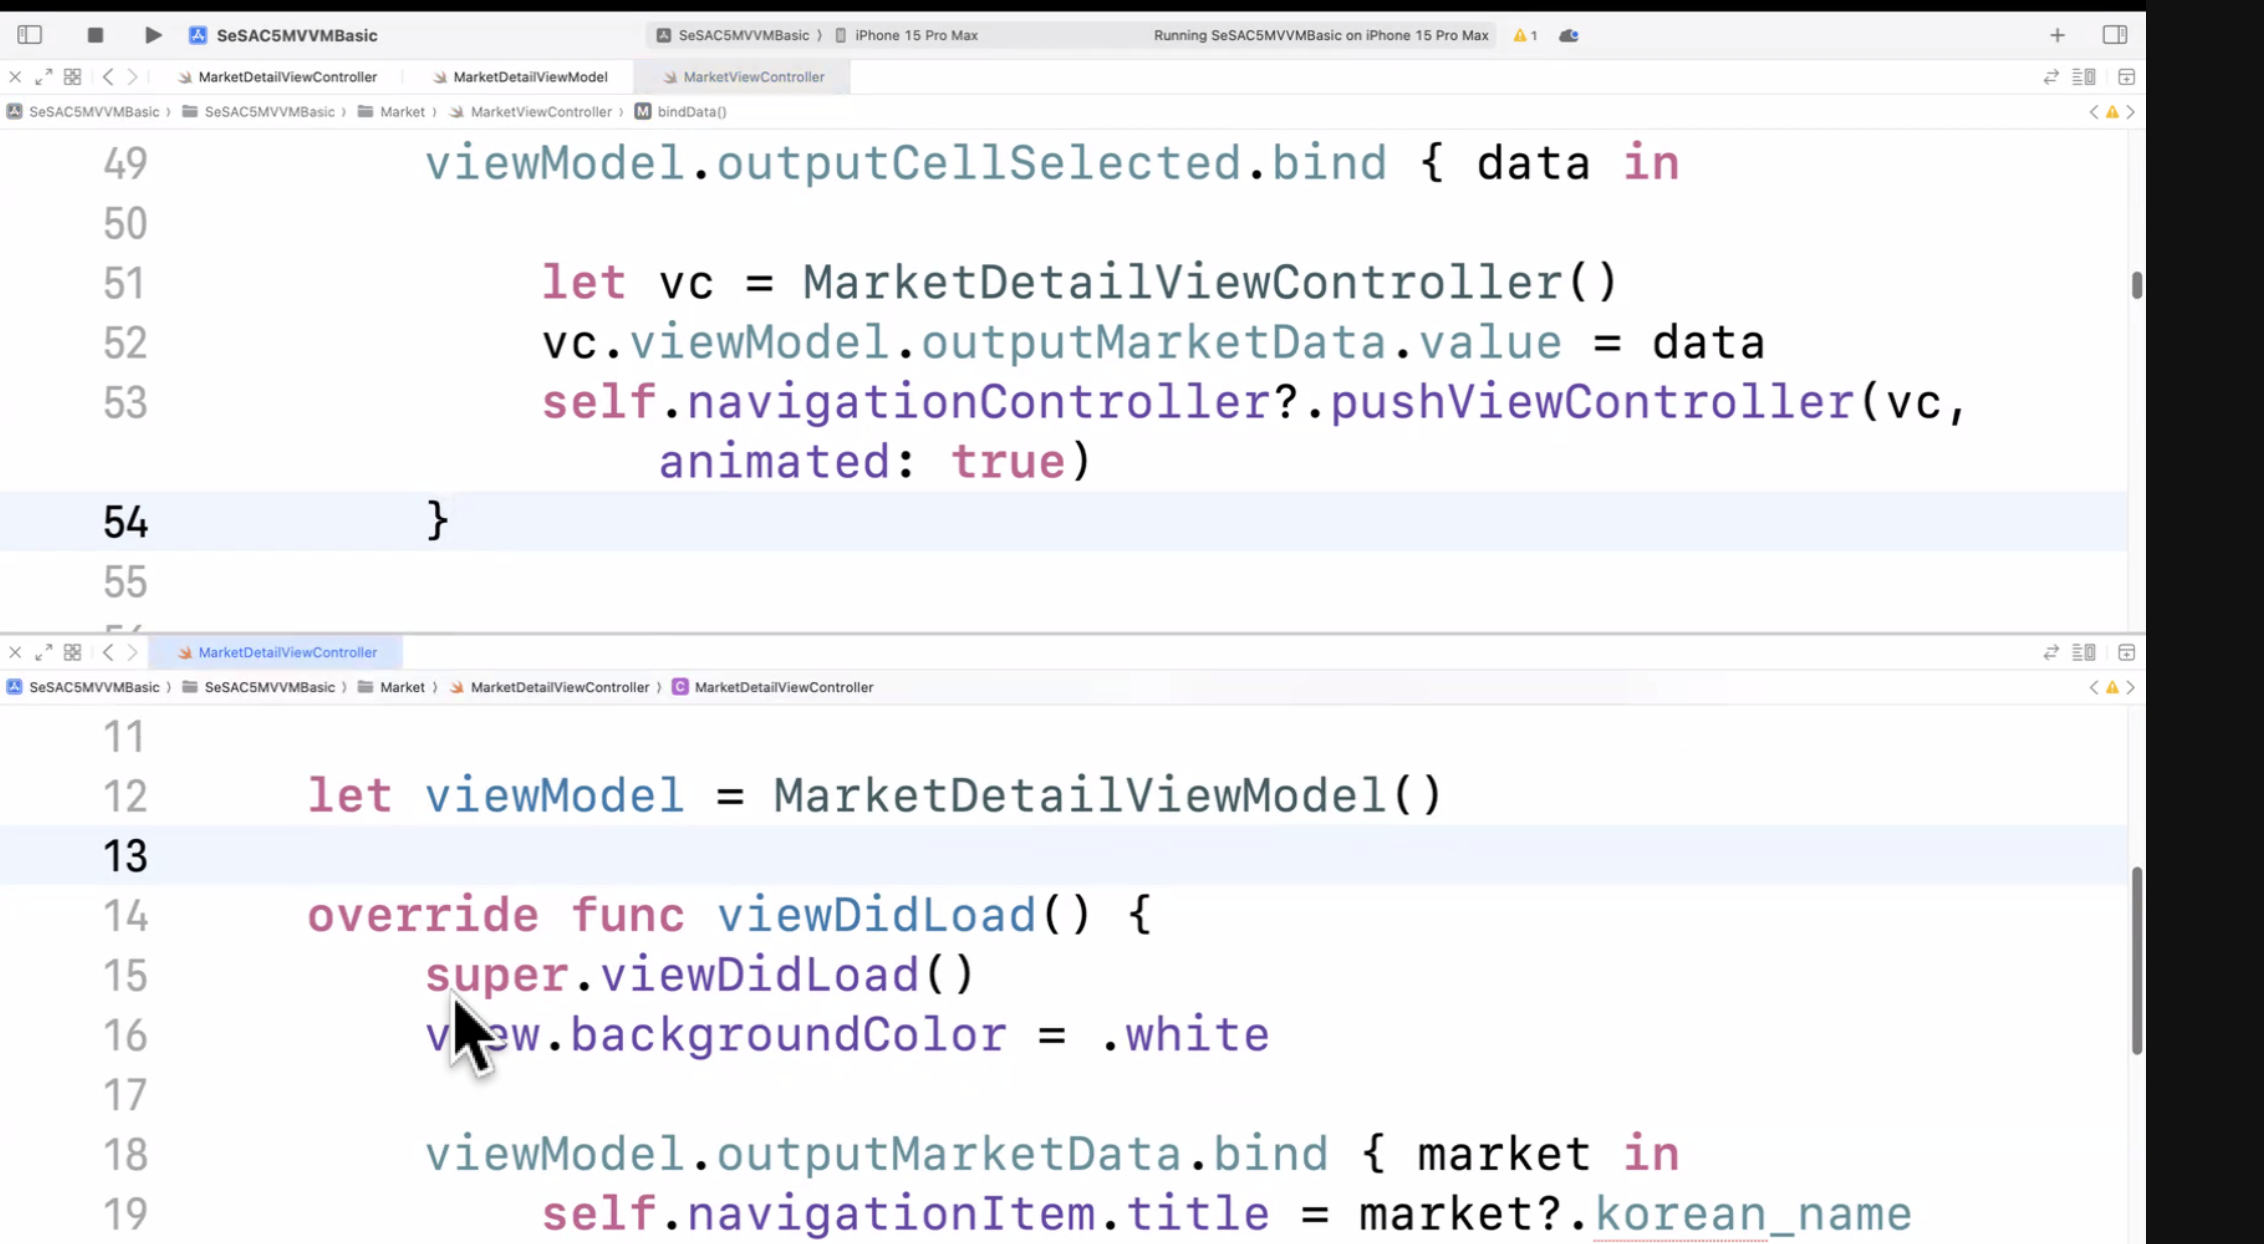 SeSAC5MVVMBasic
SeSAC5MVVMBasic 〉 iPhone 15 Pro Max
Running SeSAC5MVVMBasic on iPhone 15 Pro Max
1
MarketDetailViewController
MarketDetailViewModel
MarketViewController
SeSAC5MVVMBasic 〉 SeSAC5MVVMBasic 〉 Market 〉 MarketViewController 〉 M bindData()
49 viewModel.outputCellSelected.bind { data in
50
51 let vc = MarketDetailViewController()
52 vc.viewModel.outputMarketData.value = data
53 self.navigationController?.pushViewController(vc,
animated: true)
54 }
55
MarketDetailViewController
SeSAC5MVVMBasic 〉 SeSAC5MVVMBasic 〉 Market 〉 MarketDetailViewController 〉 C MarketDetailViewController
11
12 let viewModel = MarketDetailViewModel()
13
14 override func viewDidLoad() {
15 super.viewDidLoad()
16 view.backgroundColor = .white
17
18 viewModel.outputMarketData.bind { market in
19 self.navigationItem.title = market?.korean_name